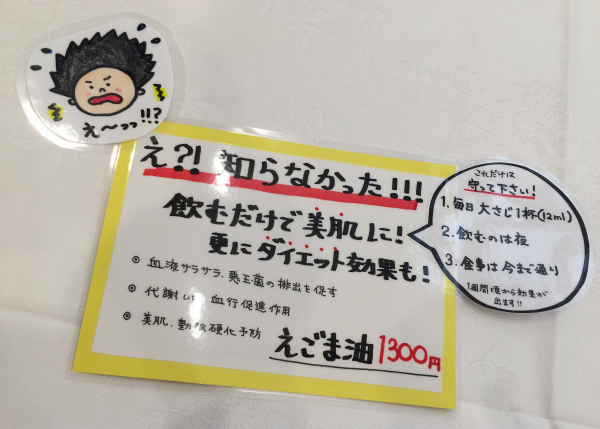 え〜っっ!!?
え?! 知らなかった!!!
飲むだけで美肌に!
更にダイエット効果も!
◎ 血液サラサラ、悪玉菌の排出を促す
◎ 代謝UP、血行促進作用
◎ 美肌、動脈硬化予防
えごま油 1300円
これだけは
守って下さい!
1. 毎日 大さじ1杯(12ml)
2. 飲むのは夜
3. 食事は今まで通り
1週間頃から効果が
出ます!!